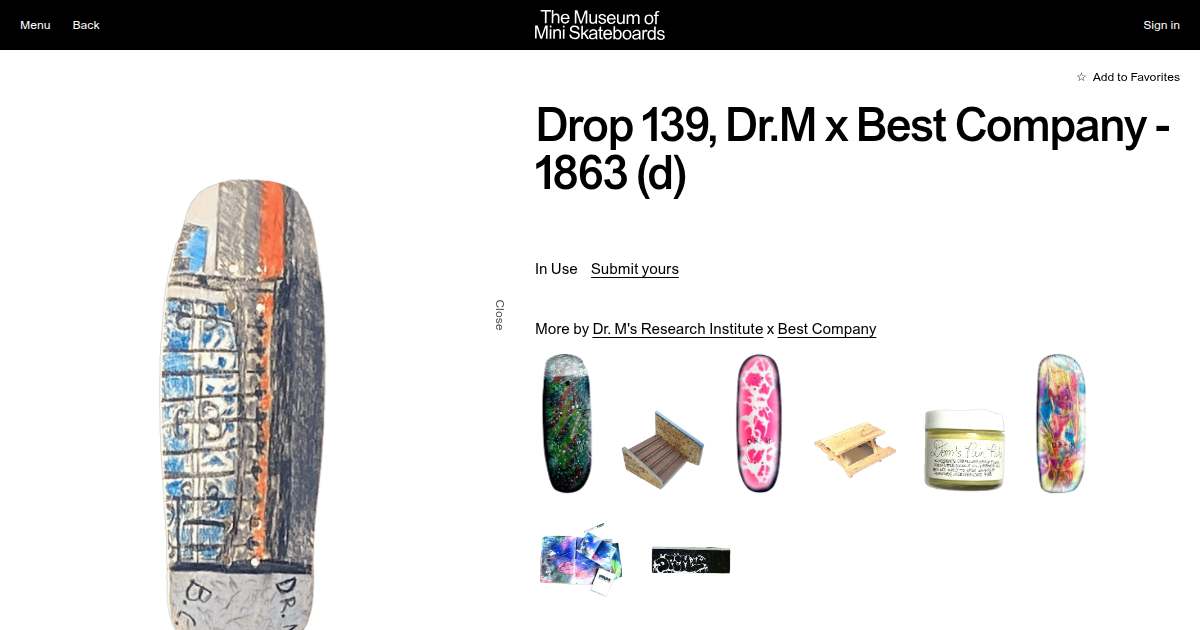 Menu
Back
The Museum of
Mini Skateboards
Sign in
☆ Add to Favorites
Drop 139, Dr.M x Best Company -
1863 (d)
In Use
Submit yours
Close
More by Dr. M's Research Institute x Best Company
B.C
DR.